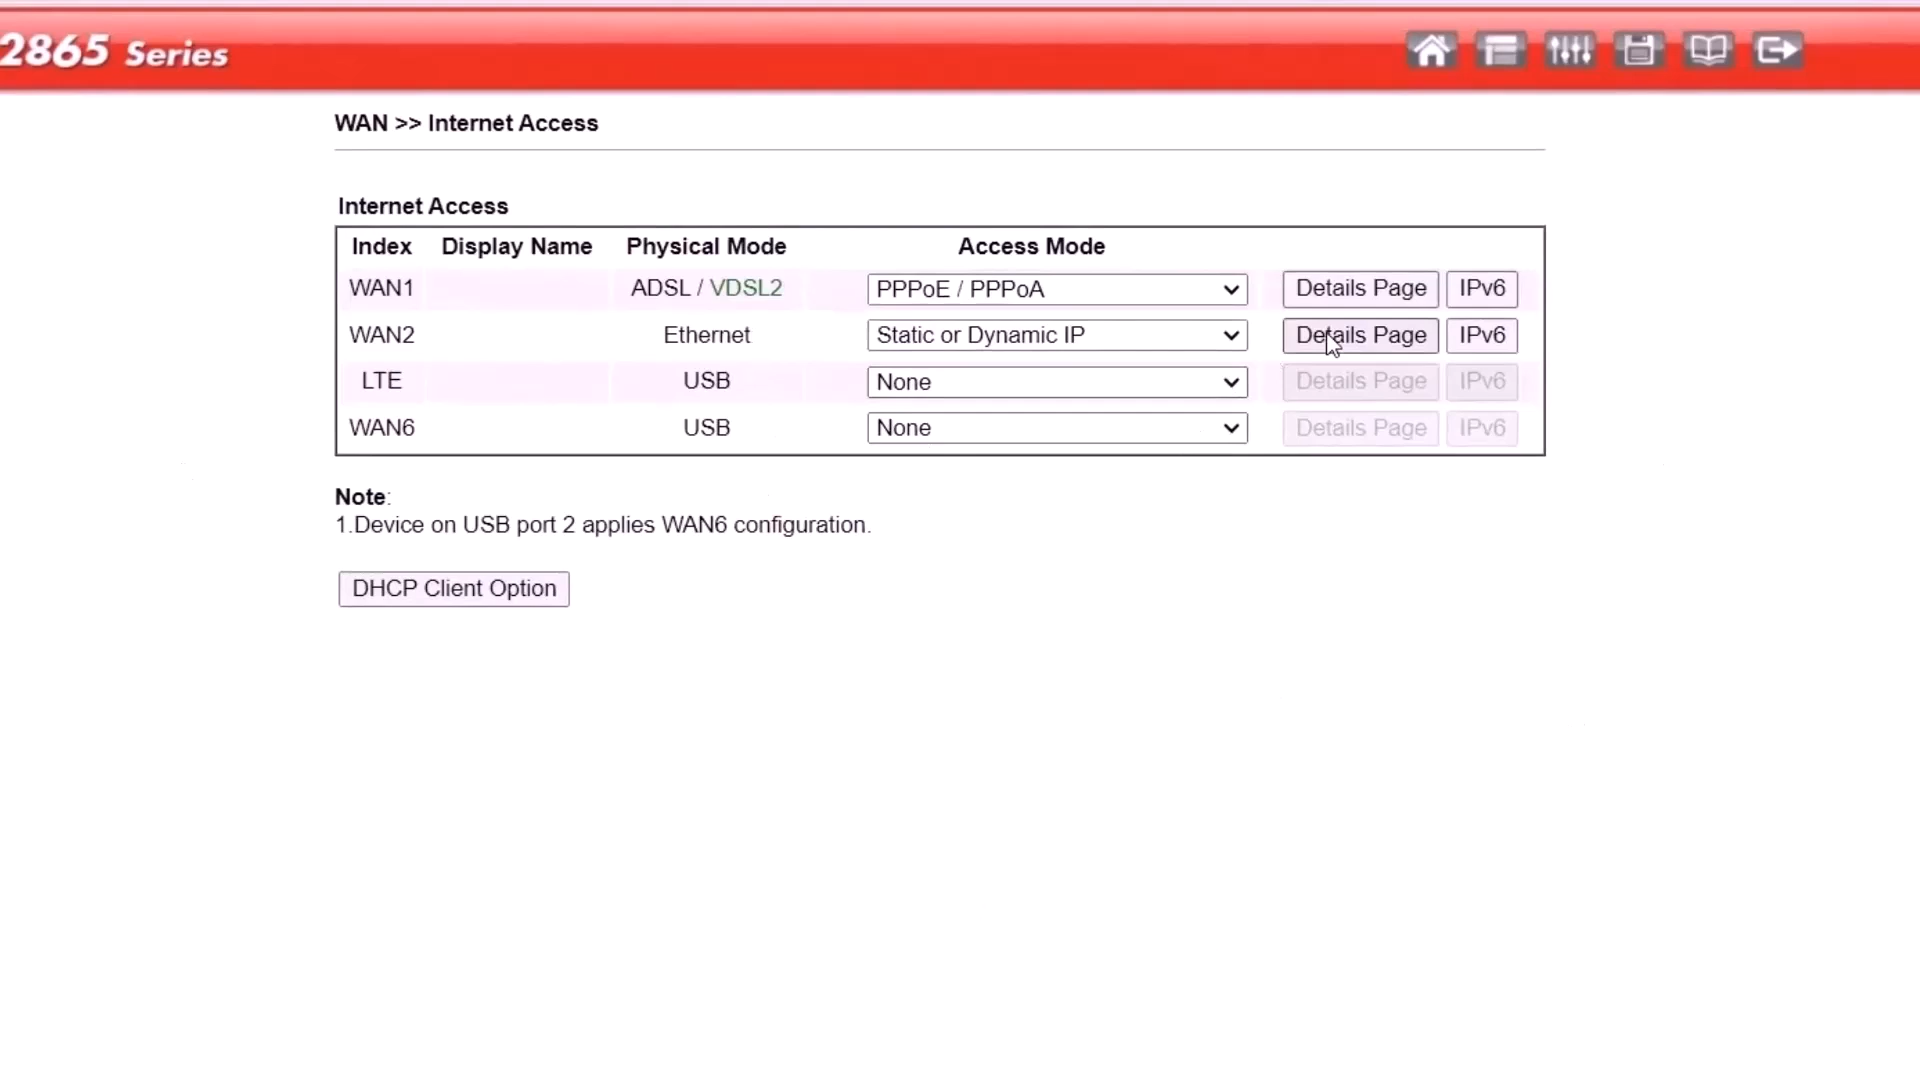 2865 Series
WAN >> Internet Access
Internet Access
Index Display Name Physical Mode Access Mode
WAN1 ADSL / VDSL2 PPPoE / PPPoA Details Page IPv6
WAN2 Ethernet Static or Dynamic IP Details Page IPv6
LTE USB None Details Page IPv6
WAN6 USB None Details Page IPv6
Note:
1.Device on USB port 2 applies WAN6 configuration.
DHCP Client Option